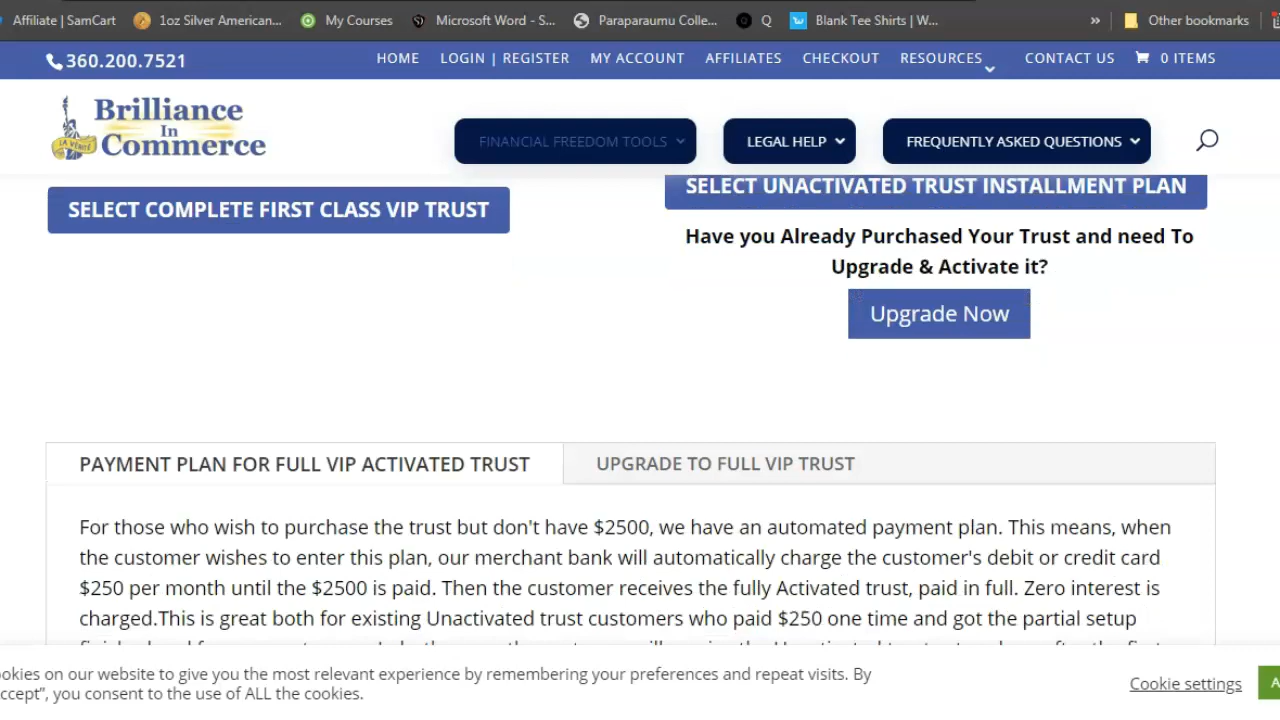 Affiliate | SamCart 1oz Silver American... My Courses Microsoft Word - S... Paraparaumu Colle... Q Blank Tee Shirts | W... » Other bookmarks
360.200.7521 HOME LOGIN | REGISTER MY ACCOUNT AFFILIATES CHECKOUT RESOURCES CONTACT US 0 ITEMS
Brilliance
In
Commerce
LA VERITE
FINANCIAL FREEDOM TOOLS LEGAL HELP FREQUENTLY ASKED QUESTIONS
SELECT COMPLETE FIRST CLASS VIP TRUST
SELECT UNACTIVATED TRUST INSTALLMENT PLAN
Have you Already Purchased Your Trust and need To
Upgrade & Activate it?
Upgrade Now
PAYMENT PLAN FOR FULL VIP ACTIVATED TRUST UPGRADE TO FULL VIP TRUST
For those who wish to purchase the trust but don't have $2500, we have an automated payment plan. This means, when
the customer wishes to enter this plan, our merchant bank will automatically charge the customer's debit or credit card
$250 per month until the $2500 is paid. Then the customer receives the fully Activated trust, paid in full. Zero interest is
charged.This is great both for existing Unactivated trust customers who paid $250 one time and got the partial setup
okies on our website to give you the most relevant experience by remembering your preferences and repeat visits. By
ccept", you consent to the use of ALL the cookies.
Cookie settings A